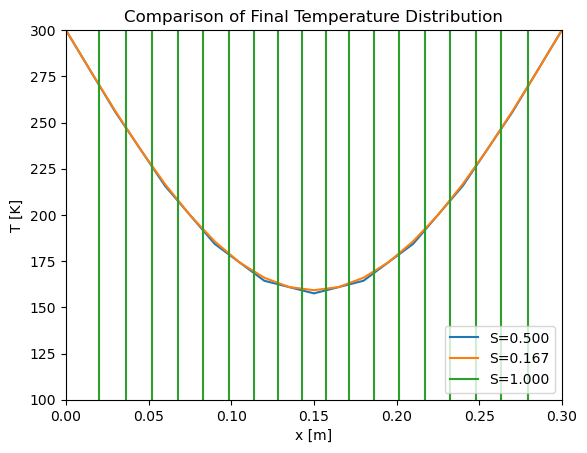 Comparison of Final Temperature Distribution
T [K]
300
275
250
225
200
175
150
125
100
S=0.500
S=0.167
S=1.000
0.00 0.05 0.10 0.15 0.20 0.25 0.30
x [m]